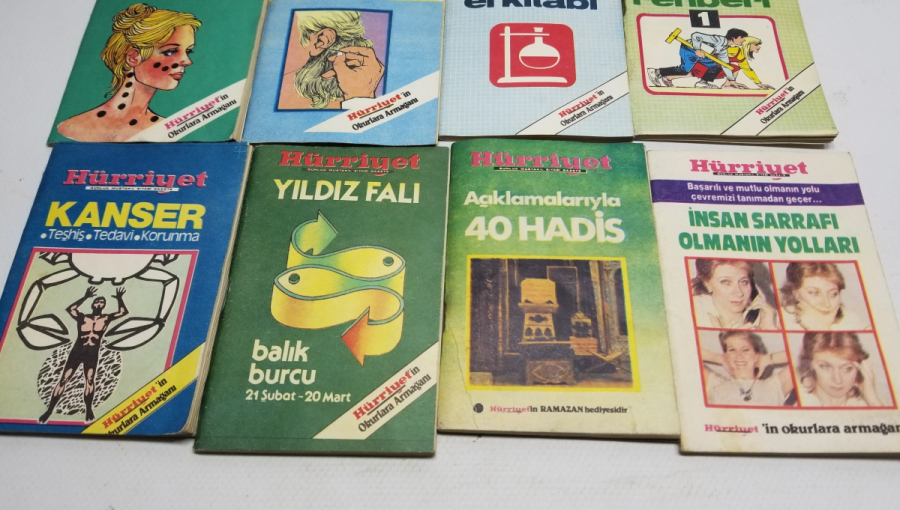 Hürriyet'in
Okurlara Armağanı
Hürriyet'in
Okurlara Armağanı
el kitabı
Hürriyet'in
Okurlara Armağanı
1
Hürriyet'in
Okurlara Armağanı
Hürriyet
KANSER
•Teşhis •Tedavi •Korunma
Hürriyet'in
Okurlara Armağanı
Hürriyet
YILDIZ FALI
balık
burcu
21 Şubat - 20 Mart
Hürriyet'in
Okurlara Armağanı
Hürriyet
Açıklamalarıyla
40 HADİS
Hürriyet'in RAMAZAN hediyesidir
Hürriyet
Başarılı ve mutlu olmanın yolu
çevremizi tanımadan geçer...
İNSAN SARRAFI
OLMANIN YOLLARI
Hürriyet 'in okurlara armağanı